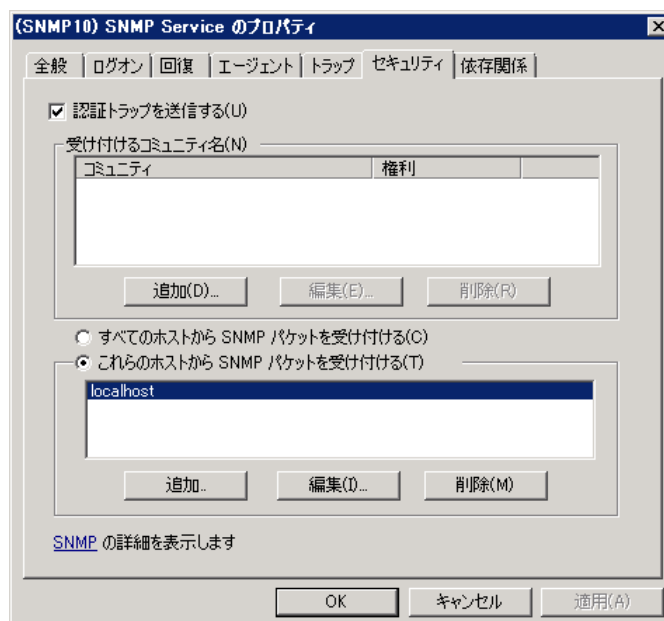 (SNMP10) SNMP Service のプロパティ
全般 ログオン 回復 エージェント トラップ セキュリティ 依存関係
認証トラップを送信する(U)
受け付けるコミュニティ名(N)
コミュニティ 権利
追加(D)... 編集(E)... 削除(R)
すべてのホストから SNMP パケットを受け付ける(C)
これらのホストから SNMP パケットを受け付ける(T)
localhost
追加.. 編集(I)... 削除(M)
SNMP の詳細を表示します
OK キャンセル 適用(A)